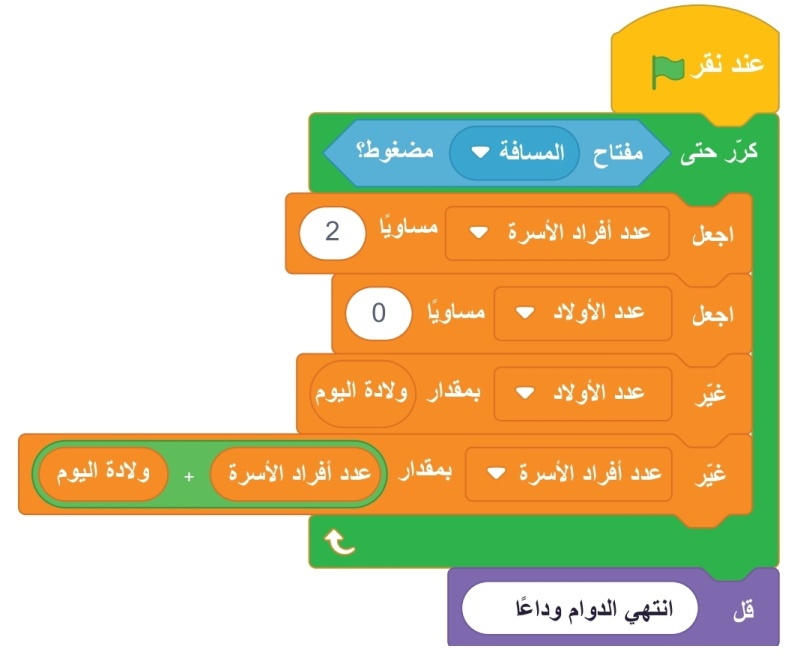 عند نقر
كرّر حتى مفتاح المسافة مضغوط؟
اجعل عدد أفراد الأسرة مساويًا 2
اجعل عدد الأولاد مساويًا 0
غيّر عدد الأولاد بمقدار ولادة اليوم
غيّر عدد أفراد الأسرة بمقدار عدد أفراد الأسرة + ولادة اليوم
قل انتهي الدوام وداعًا